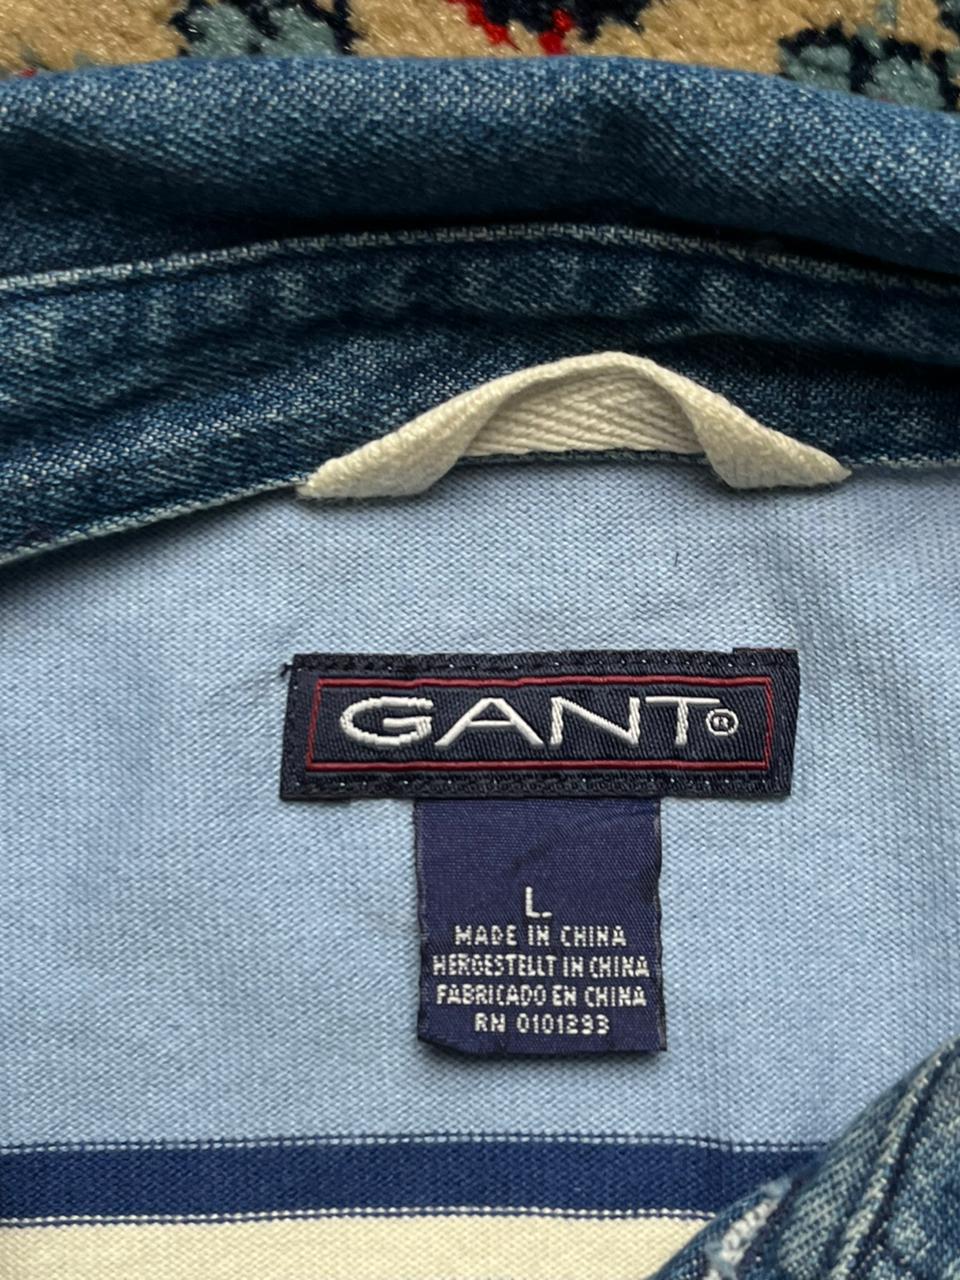 GANT®
L
MADE IN CHINA
HERGESTELLT IN CHINA
FABRICADO EN CHINA
RN 0101293